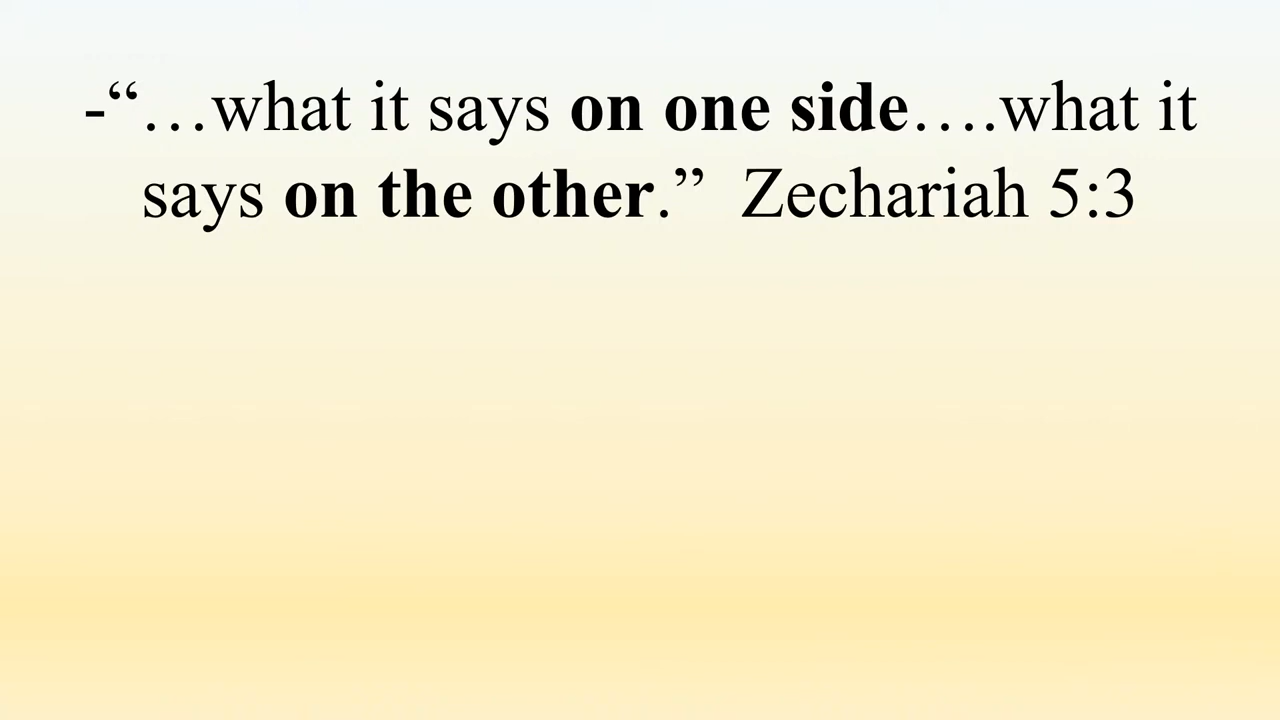 -“…what it says on one side….what it
says on the other.”  Zechariah 5:3